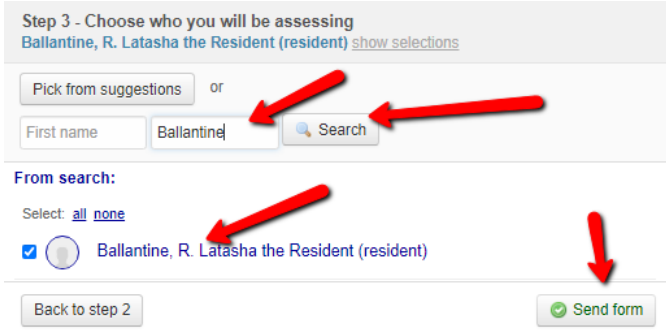 Step 3 - Choose who you will be assessing
Ballantine, R. Latasha the Resident (resident) show selections
Pick from suggestions or
First name Ballantine Search
From search:
Select: all none
Ballantine, R. Latasha the Resident (resident)
Back to step 2 Send form